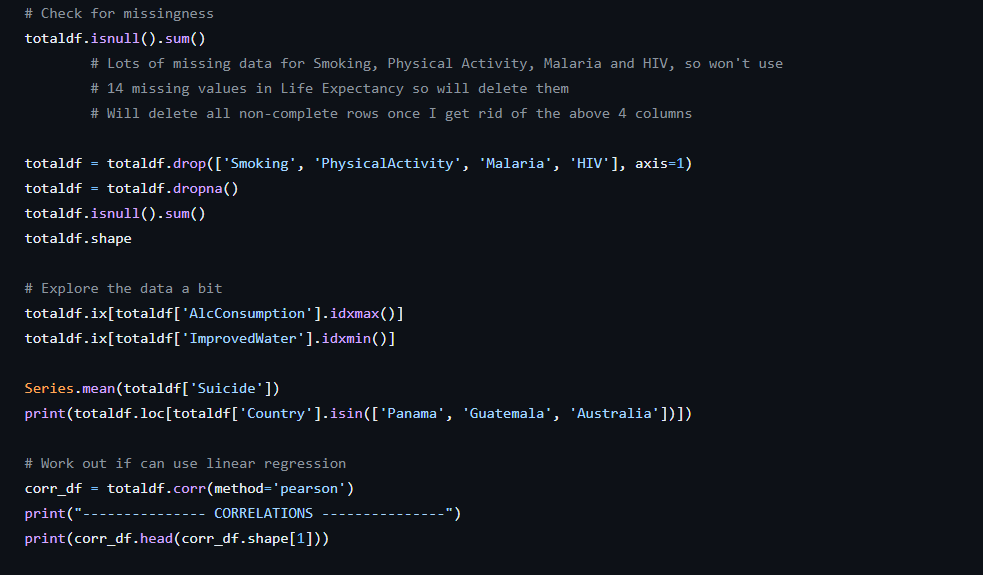 # Check for missingness
totaldf.isnull().sum()
        # Lots of missing data for Smoking, Physical Activity, Malaria and HIV, so won't use
        # 14 missing values in Life Expectancy so will delete them
        # Will delete all non-complete rows once I get rid of the above 4 columns

totaldf = totaldf.drop(['Smoking', 'PhysicalActivity', 'Malaria', 'HIV'], axis=1)
totaldf = totaldf.dropna()
totaldf.isnull().sum()
totaldf.shape

# Explore the data a bit
totaldf.ix[totaldf['AlcConsumption'].idxmax()]
totaldf.ix[totaldf['ImprovedWater'].idxmin()]

Series.mean(totaldf['Suicide'])
print(totaldf.loc[totaldf['Country'].isin(['Panama', 'Guatemala', 'Australia'])])

# Work out if can use linear regression
corr_df = totaldf.corr(method='pearson')
print("--------------- CORRELATIONS ---------------")
print(corr_df.head(corr_df.shape[1]))